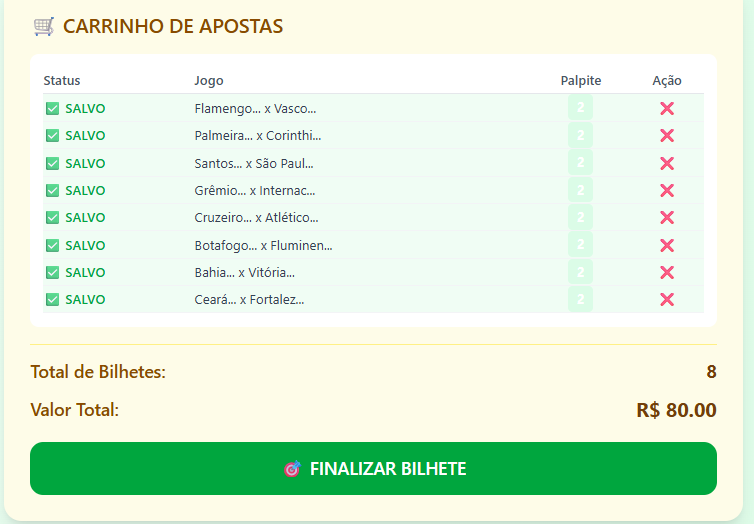 🛒 CARRINHO DE APOSTAS
Status Jogo Palpite Ação
✅ SALVO Flamengo... x Vasco... 2 ❌
✅ SALVO Palmeira... x Corinthi... 2 ❌
✅ SALVO Santos... x São Paul... 2 ❌
✅ SALVO Grêmio... x Internac... 2 ❌
✅ SALVO Cruzeiro... x Atlético... 2 ❌
✅ SALVO Botafogo... x Fluminen... 2 ❌
✅ SALVO Bahia... x Vitória... 2 ❌
✅ SALVO Ceará... x Fortalez... 2 ❌
Total de Bilhetes: 8
Valor Total: R$ 80.00
🎯 FINALIZAR BILHETE